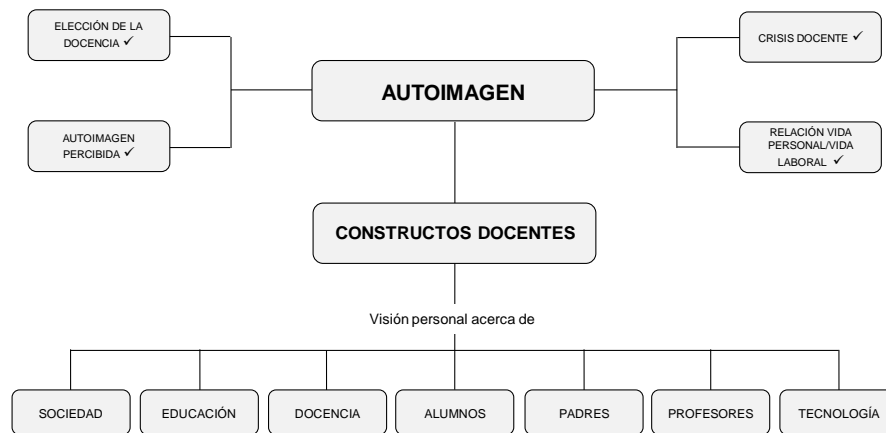 ELECCIÓN DE LA
DOCENCIA ✓
CRISIS DOCENTE ✓
AUTOIMAGEN
AUTOIMAGEN
PERCIBIDA ✓
RELACIÓN VIDA
PERSONAL/VIDA
LABORAL ✓
CONSTRUCTOS DOCENTES
Visión personal acerca de
SOCIEDAD
EDUCACIÓN
DOCENCIA
ALUMNOS
PADRES
PROFESORES
TECNOLOGÍA